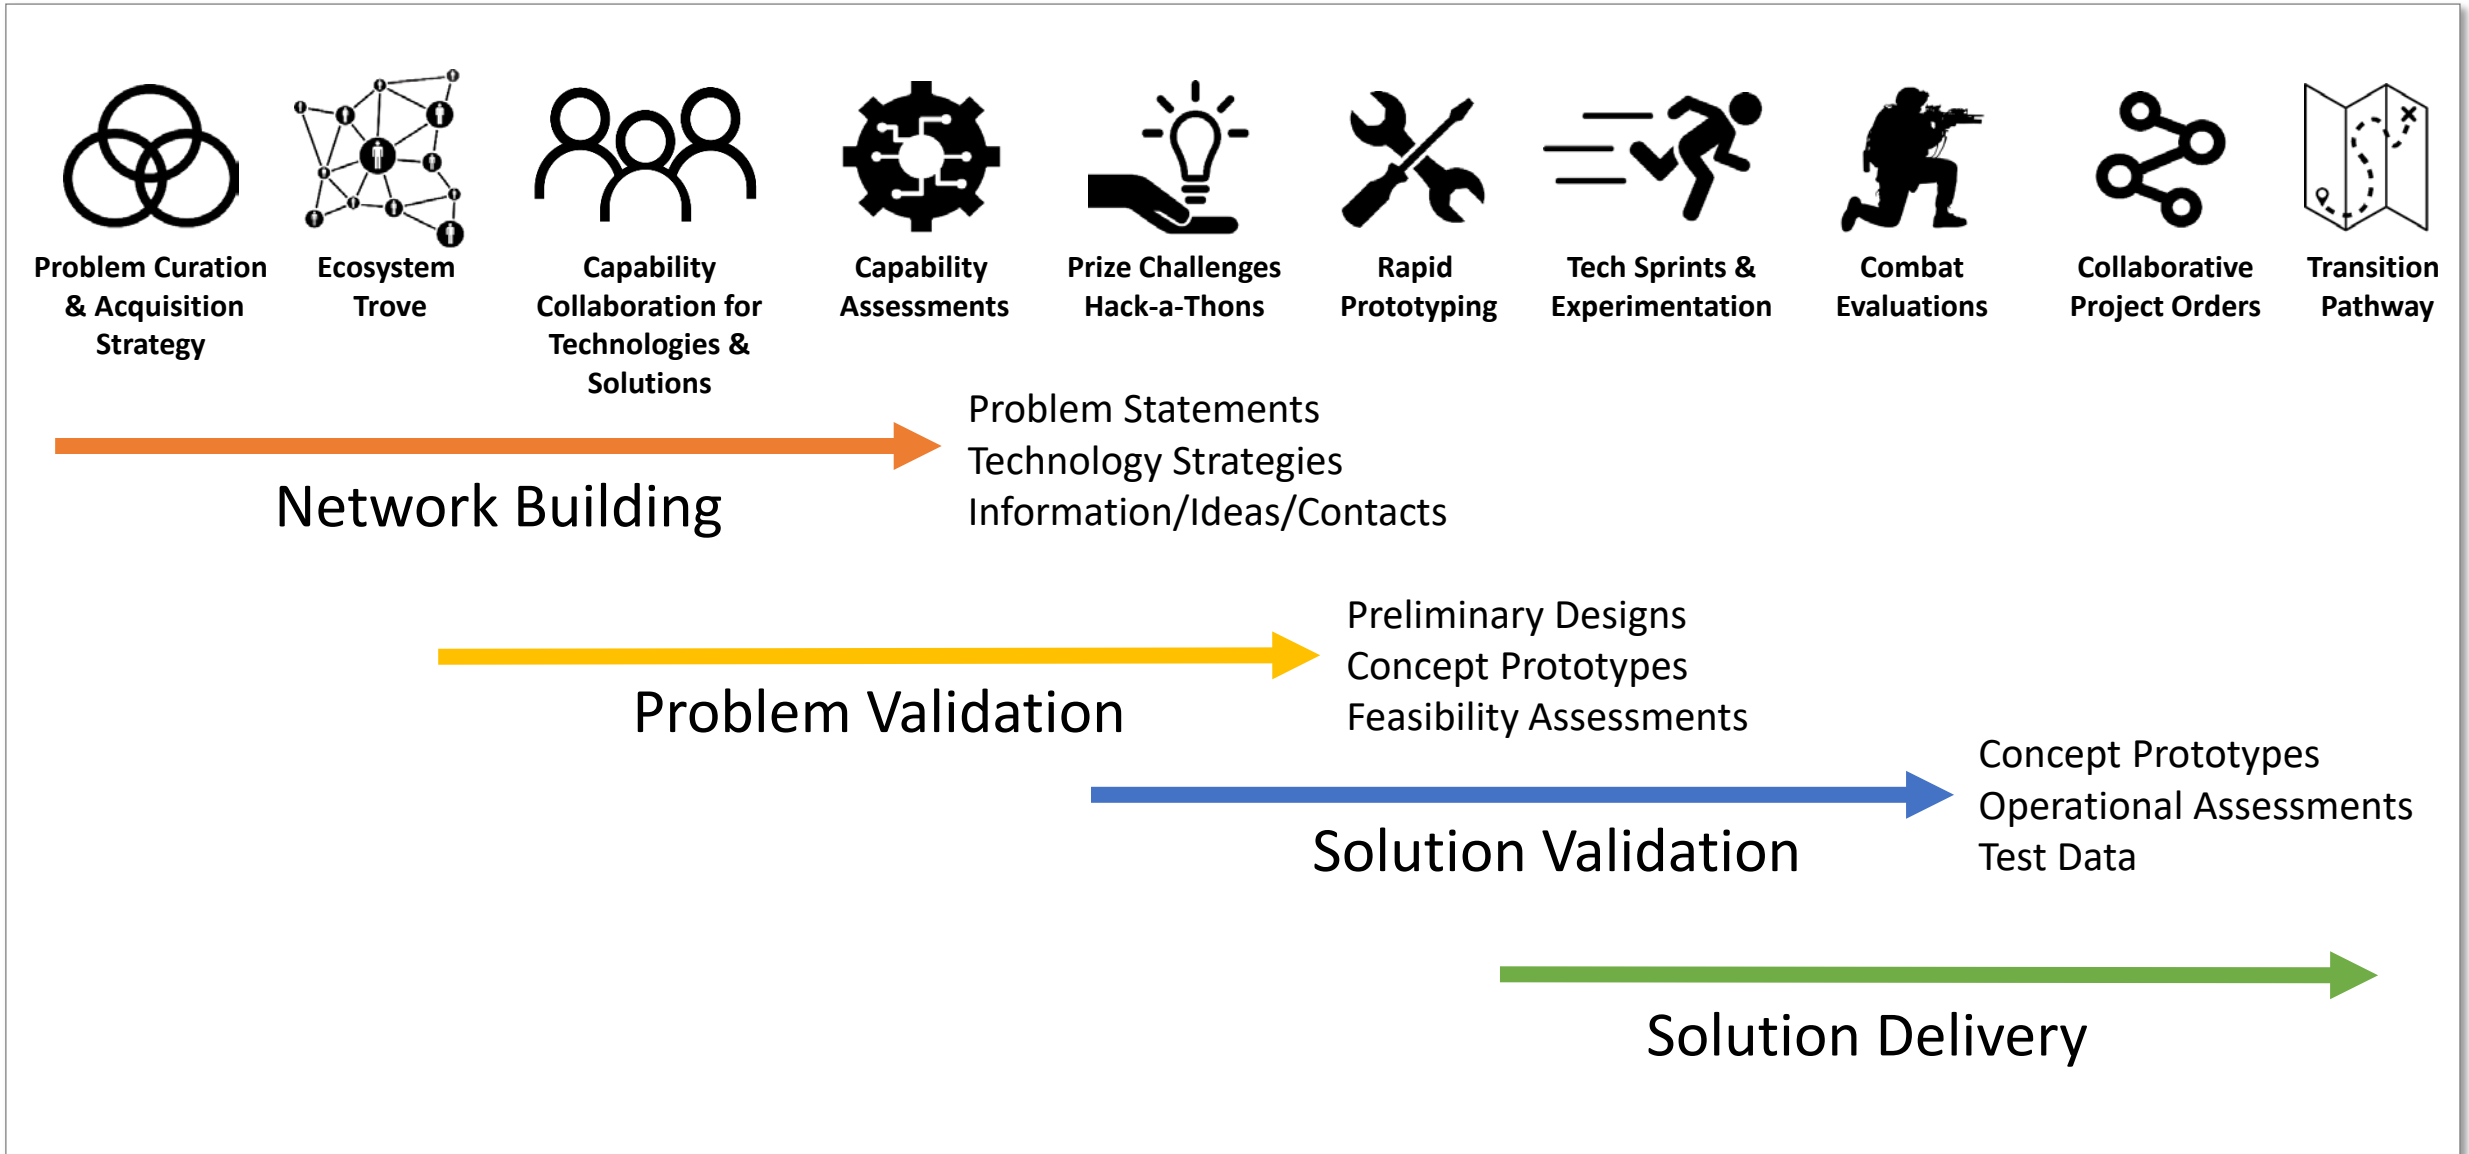 Problem Curation
& Acquisition
Strategy
Ecosystem
Trove
Capability
Collaboration for
Technologies &
Solutions
Capability
Assessments
Prize Challenges
Hack-a-Thons
Rapid
Prototyping
Tech Sprints &
Experimentation
Combat
Evaluations
Collaborative
Project Orders
Transition
Pathway
Network Building
Problem Statements
Technology Strategies
Information/Ideas/Contacts
Problem Validation
Preliminary Designs
Concept Prototypes
Feasibility Assessments
Solution Validation
Concept Prototypes
Operational Assessments
Test Data
Solution Delivery